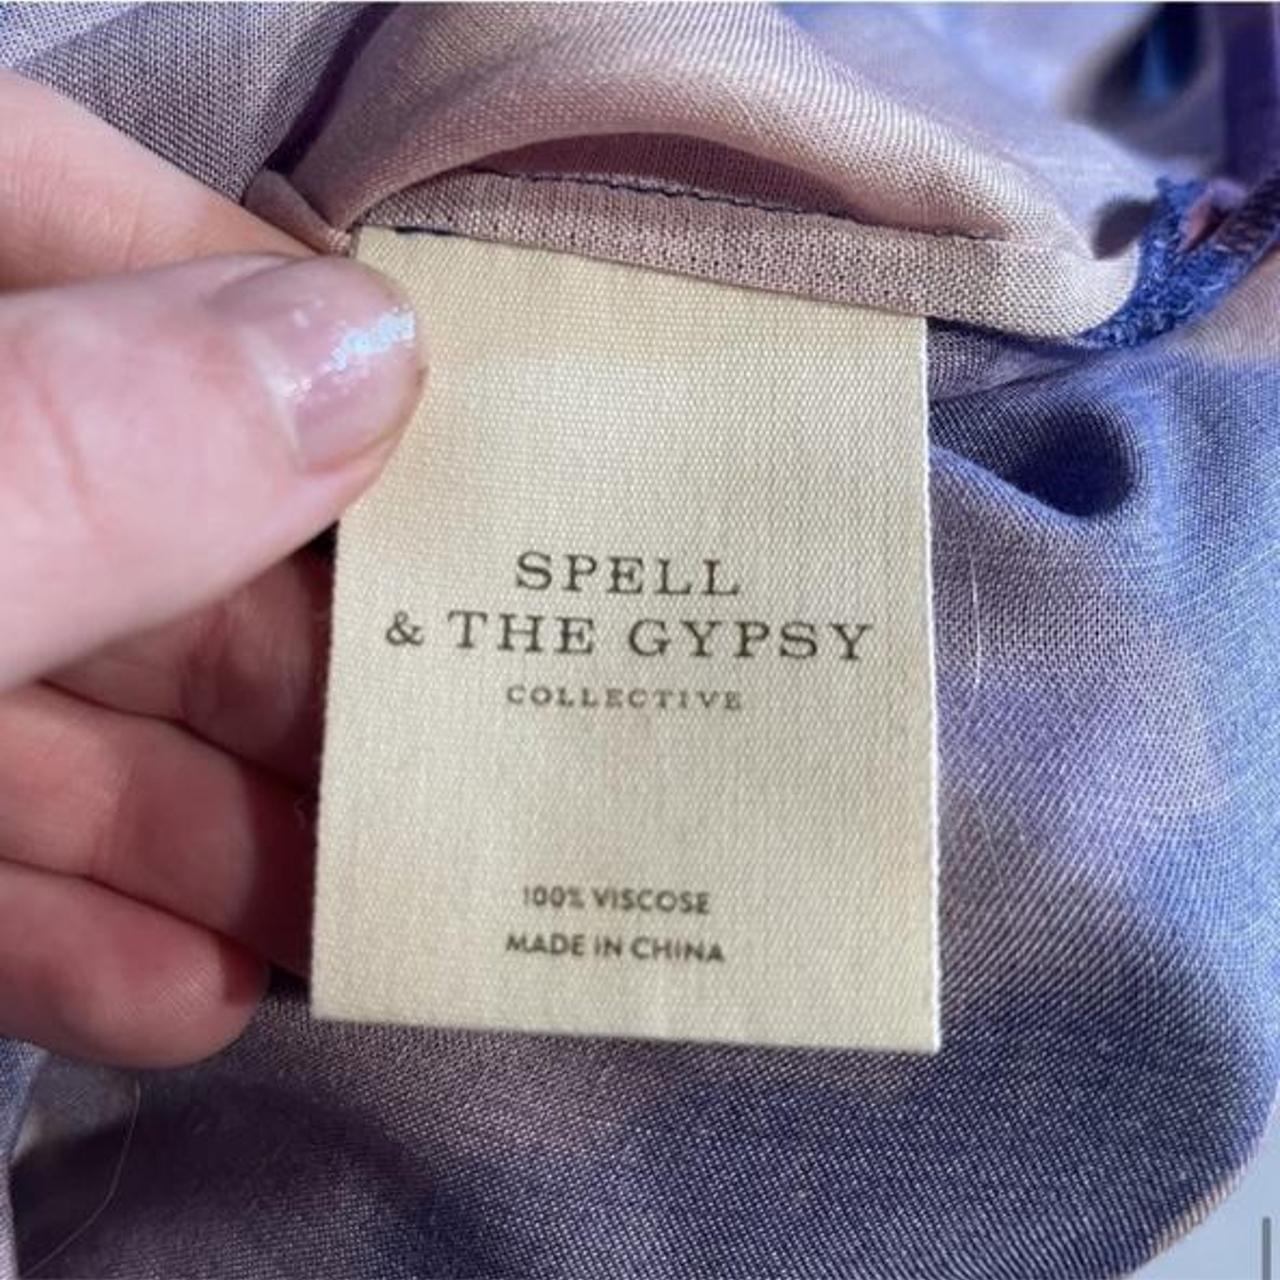 SPELL
& THE GYPSY
COLLECTIVE
100% VISCOSE
MADE IN CHINA